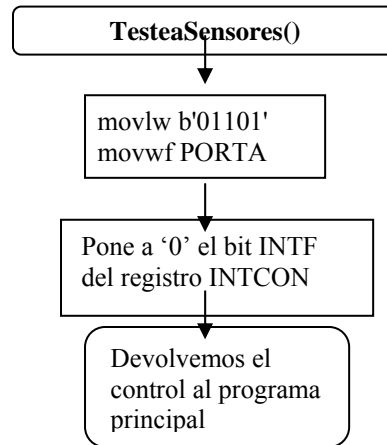 TesteaSensores()
movlw b'01101'
movwf PORTA
Pone a ‘0’ el bit INTF
del registro INTCON
Devolvemos el
control al programa
principal